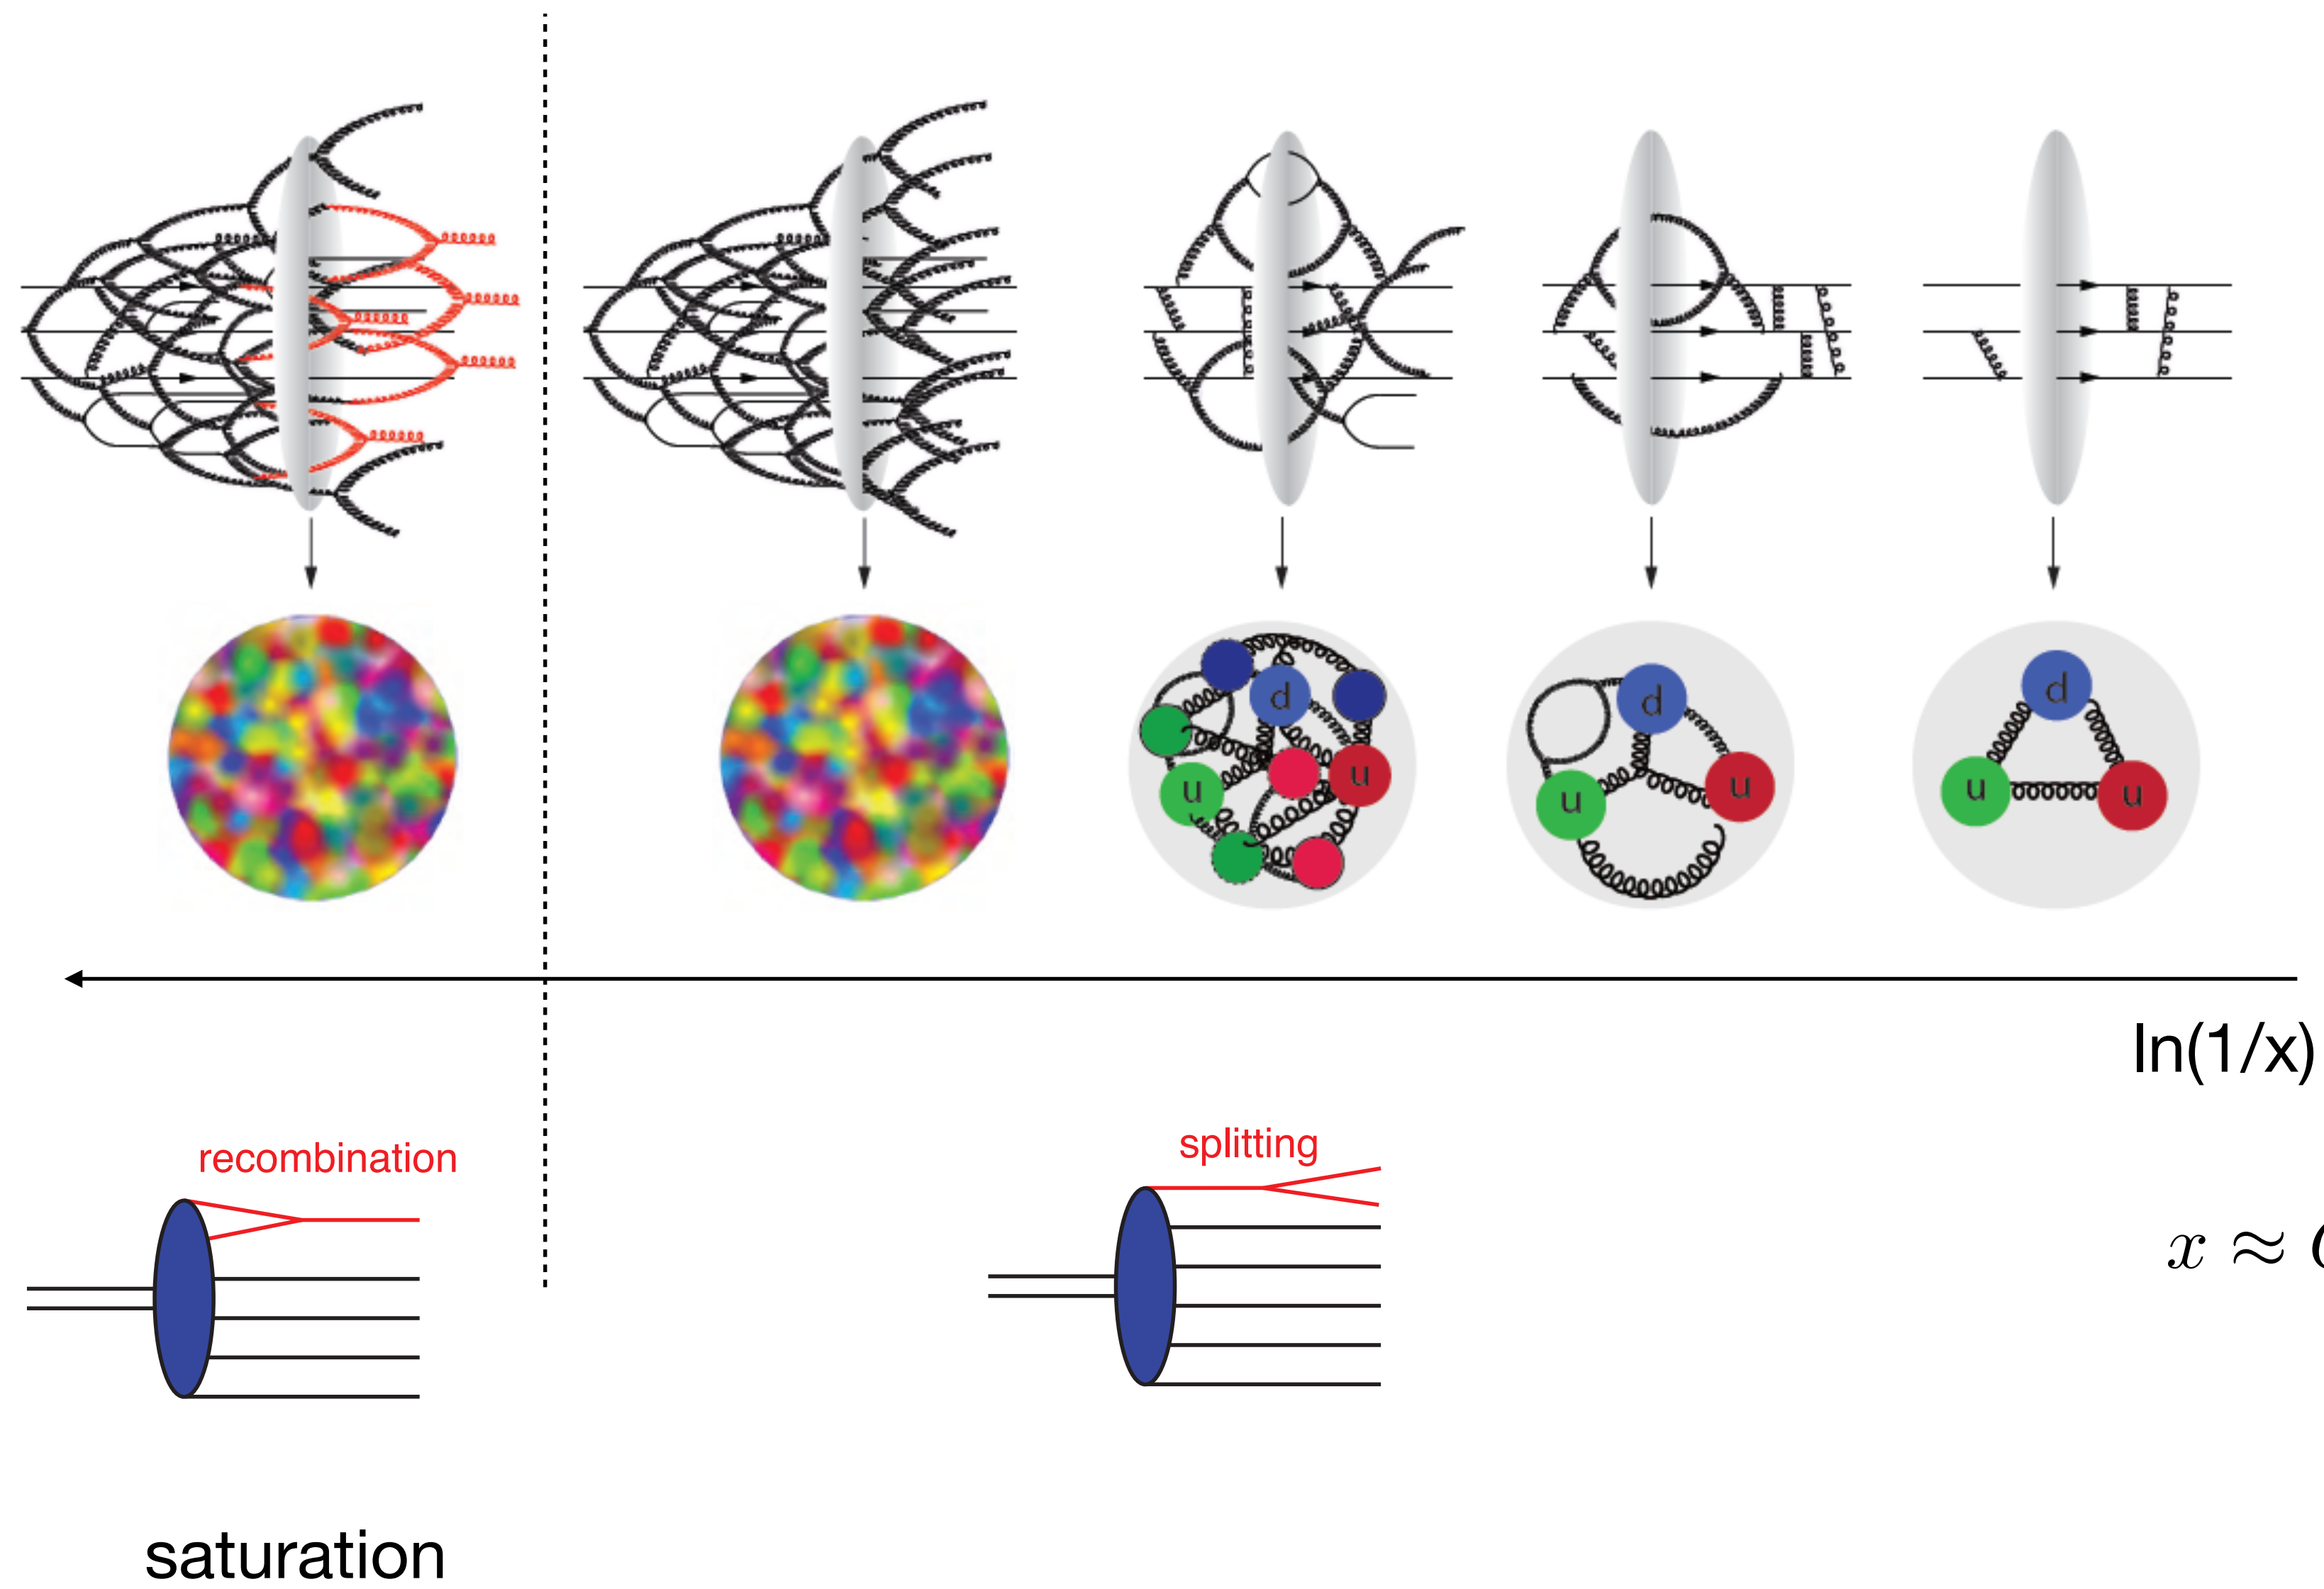 d
u
u
d
u
u
d
u
u
ln(1/x)
recombination
splitting
x ≈
saturation